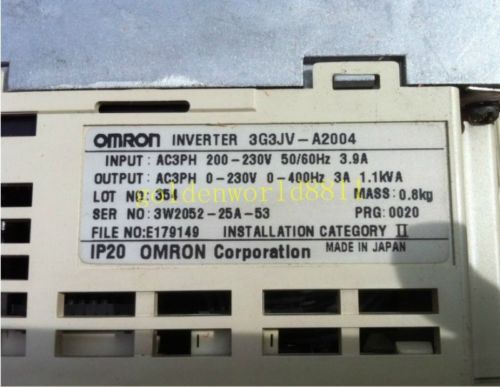 OMRON INVERTER 3G3JV-A2004
INPUT: AC3PH 200-230V 50/60Hz 3.9A
OUTPUT: AC3PH 0-230V 0-400Hz 3A 1.1kVA
LOT NO: 354 MASS: 0.8kg
goldenworld8811
SER NO: 3W2052-25A-53 PRG: 0020
FILE NO: E179149 INSTALLATION CATEGORY II
IP20 OMRON Corporation MADE IN JAPAN